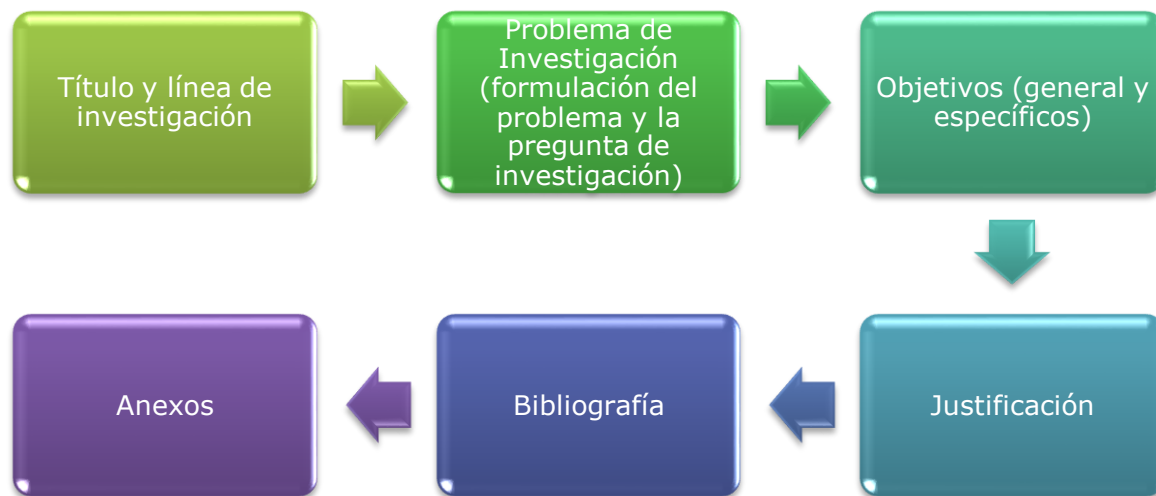 Título y línea de
investigación
Problema de
Investigación
(formulación del
problema y la
pregunta de
investigación)
Objetivos (general y
específicos)
Justificación
Bibliografía
Anexos